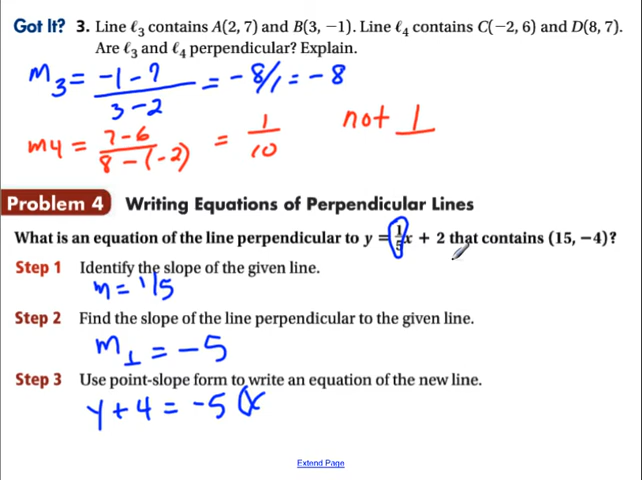 Got It? 3. Line ℓ₃ contains A(2, 7) and B(3, −1). Line ℓ₄ contains C(−2, 6) and D(8, 7).
Are ℓ₃ and ℓ₄ perpendicular? Explain.
m₃ = (-1-7)/(3-2) = -8/1 = -8
m4 = (7-6)/(8-(-2)) = 1/10 not ⊥
Problem 4 Writing Equations of Perpendicular Lines
What is an equation of the line perpendicular to y = 1/5x + 2 that contains (15, −4)?
Step 1 Identify the slope of the given line.
m = 1/5
Step 2 Find the slope of the line perpendicular to the given line.
m⊥ = -5
Step 3 Use point-slope form to write an equation of the new line.
y + 4 = -5(x
Extend Page